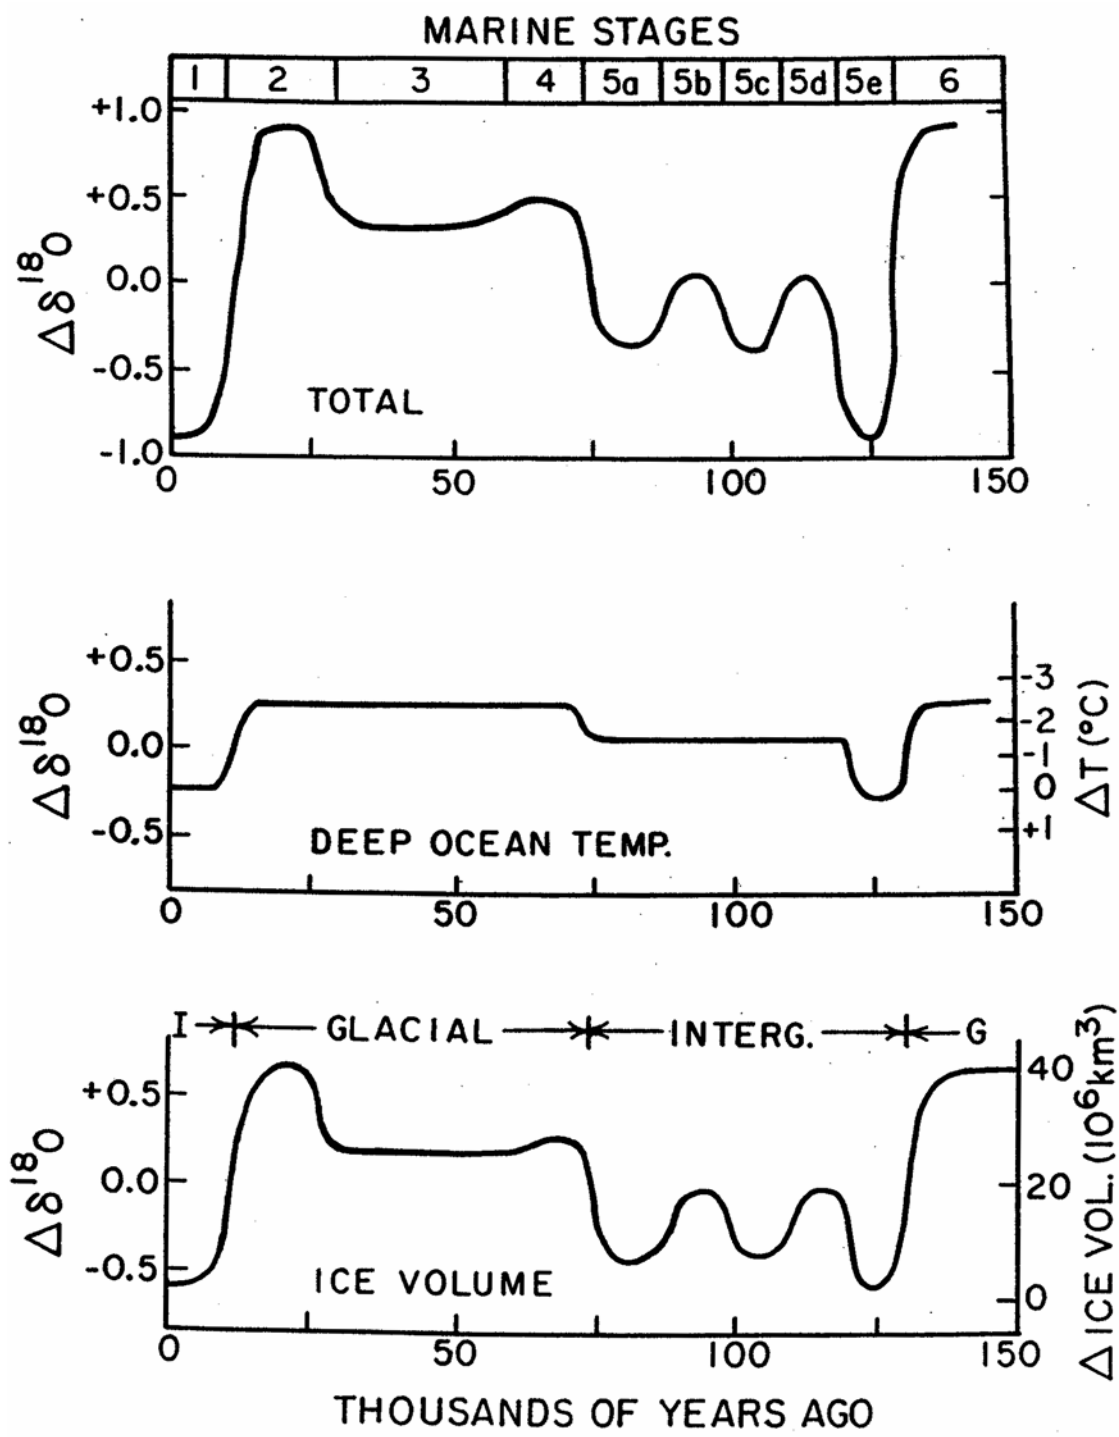 MARINE STAGES
1 2 3 4 5a 5b 5c 5d 5e 6
+1.0
+0.5
0.0
-0.5
-1.0
Δδ¹⁸O
TOTAL
0 50 100 150
+0.5
0.0
-0.5
Δδ¹⁸O
-3
-2
-1
0
+1
ΔT (°C)
DEEP OCEAN TEMP.
0 50 100 150
I GLACIAL INTERG. G
+0.5
0.0
-0.5
Δδ¹⁸O
40
20
0
Δ ICE VOL. (10⁶km³)
ICE VOLUME
0 50 100 150
THOUSANDS OF YEARS AGO